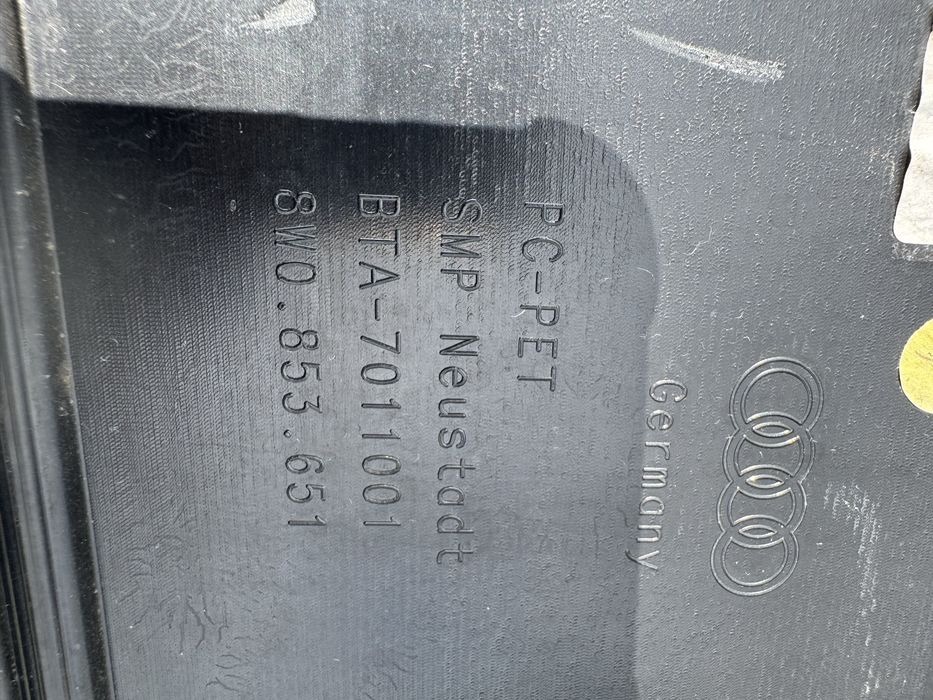 Germany
PC-PET
SMP Neustadt
BTA-7011001
8W0.853.651